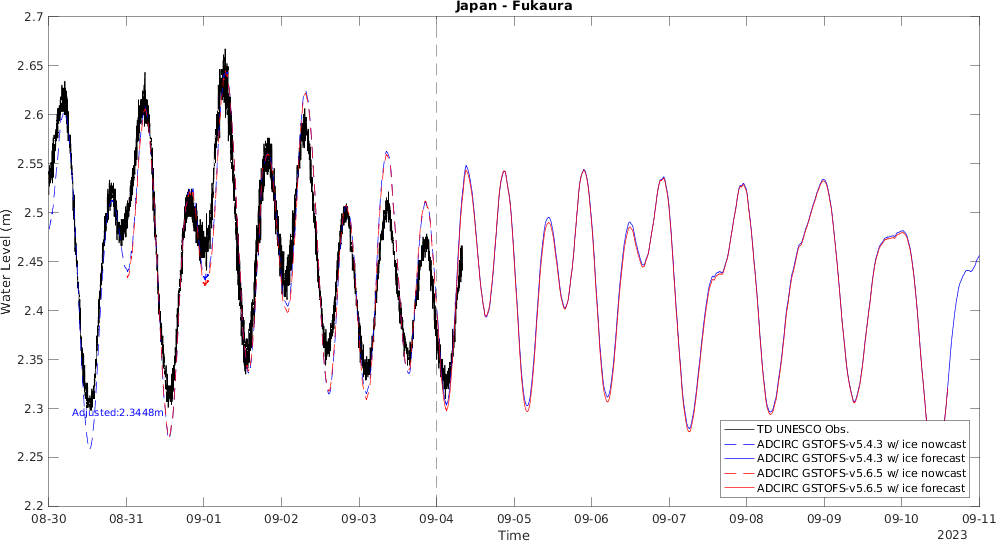 Japan - Fukaura
2.7
2.65
2.6
2.55
2.5
2.45
2.4
2.35
2.3
2.25
2.2
Water Level (m)
Adjusted:2.3448m
TD UNESCO Obs.
ADCIRC GSTOFS-v5.4.3 w/ ice nowcast
ADCIRC GSTOFS-v5.4.3 w/ ice forecast
ADCIRC GSTOFS-v5.6.5 w/ ice nowcast
ADCIRC GSTOFS-v5.6.5 w/ ice forecast
08-30 08-31 09-01 09-02 09-03 09-04 09-05 09-06 09-07 09-08 09-09 09-10 09-11
Time
2023